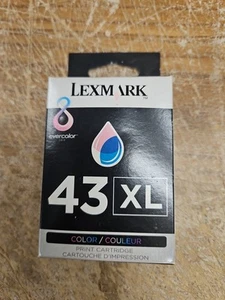 LEXMARK
evercolor
43 XL
COLOR / COULEUR
PRINT CARTRIDGE
CARTOUCHE D'IMPRESSION